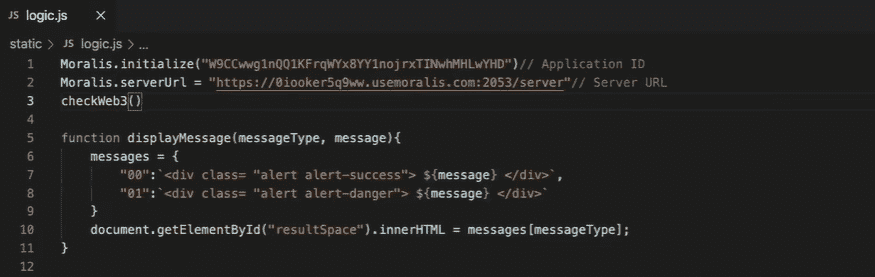 JS logic.js ×
static > JS logic.js > ...
1 Moralis.initialize("W9CCwwg1nQQ1KFrqWYx8YY1nojrxTINwhMHLwYHD")// Application ID
2 Moralis.serverUrl = "https://0iooker5q9ww.usemoralis.com:2053/server"// Server URL
3 checkWeb3()
4
5 function displayMessage(messageType, message){
6     messages = {
7         "00":`<div class= "alert alert-success"> ${message} </div>`,
8         "01":`<div class= "alert alert-danger"> ${message} </div>`
9     }
10     document.getElementById("resultSpace").innerHTML = messages[messageType];
11 }
12